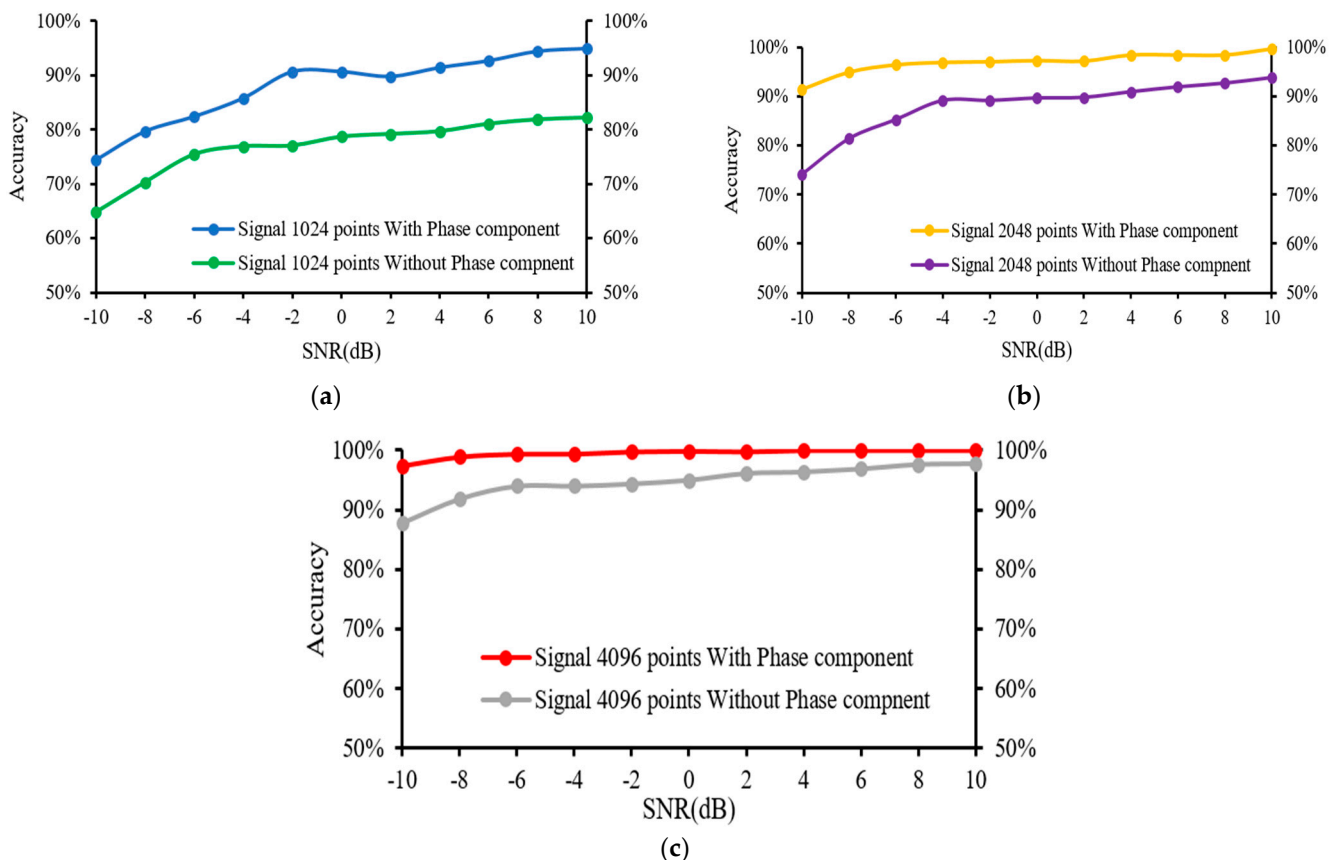 100% 100%
90% 90%
80% 80%
70% 70%
60% 60%
50% 50%
Accuracy
Signal 1024 points With Phase component
Signal 1024 points Without Phase compnent
-10 -8 -6 -4 -2 0 2 4 6 8 10
SNR(dB)
(a)
100% 100%
90% 90%
80% 80%
70% 70%
60% 60%
50% 50%
Accuracy
Signal 2048 points With Phase component
Signal 2048 points Without Phase compnent
-10 -8 -6 -4 -2 0 2 4 6 8 10
SNR(dB)
(b)
100% 100%
90% 90%
80% 80%
70% 70%
60% 60%
50% 50%
Accuracy
Signal 4096 points With Phase component
Signal 4096 points Without Phase compnent
-10 -8 -6 -4 -2 0 2 4 6 8 10
SNR(dB)
(c)